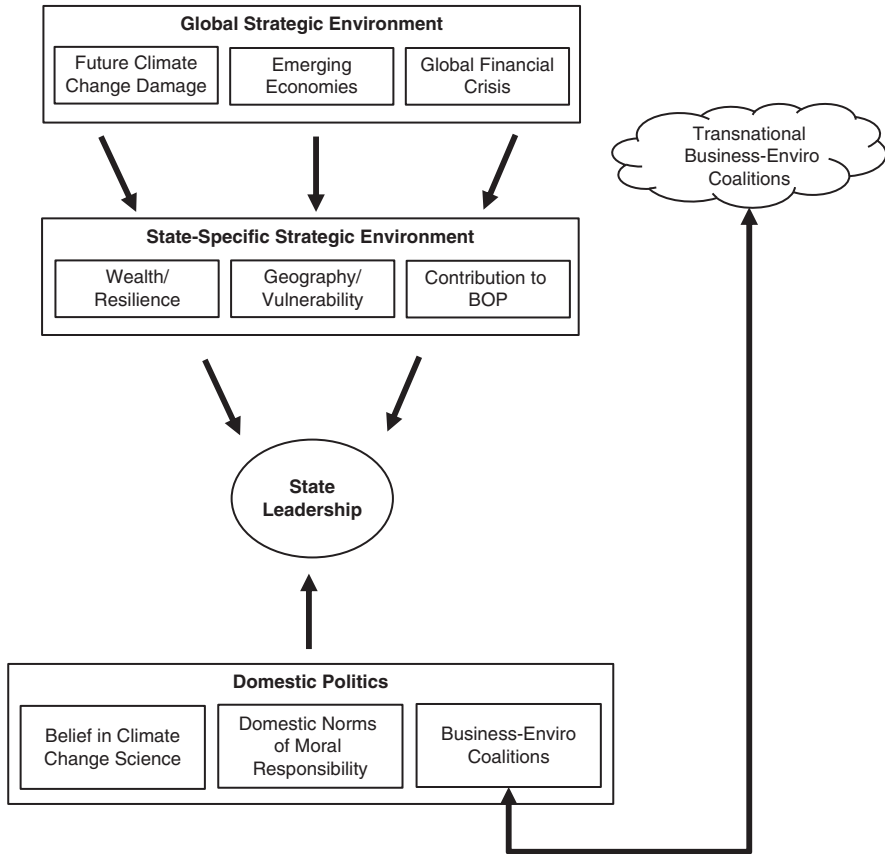 Global Strategic Environment
Future Climate
Change Damage
Emerging
Economies
Global Financial
Crisis
Transnational
Business-Enviro
Coalitions
State-Specific Strategic Environment
Wealth/
Resilience
Geography/
Vulnerability
Contribution to
BOP
State
Leadership
Domestic Politics
Belief in Climate
Change Science
Domestic Norms
of Moral
Responsibility
Business-Enviro
Coalitions